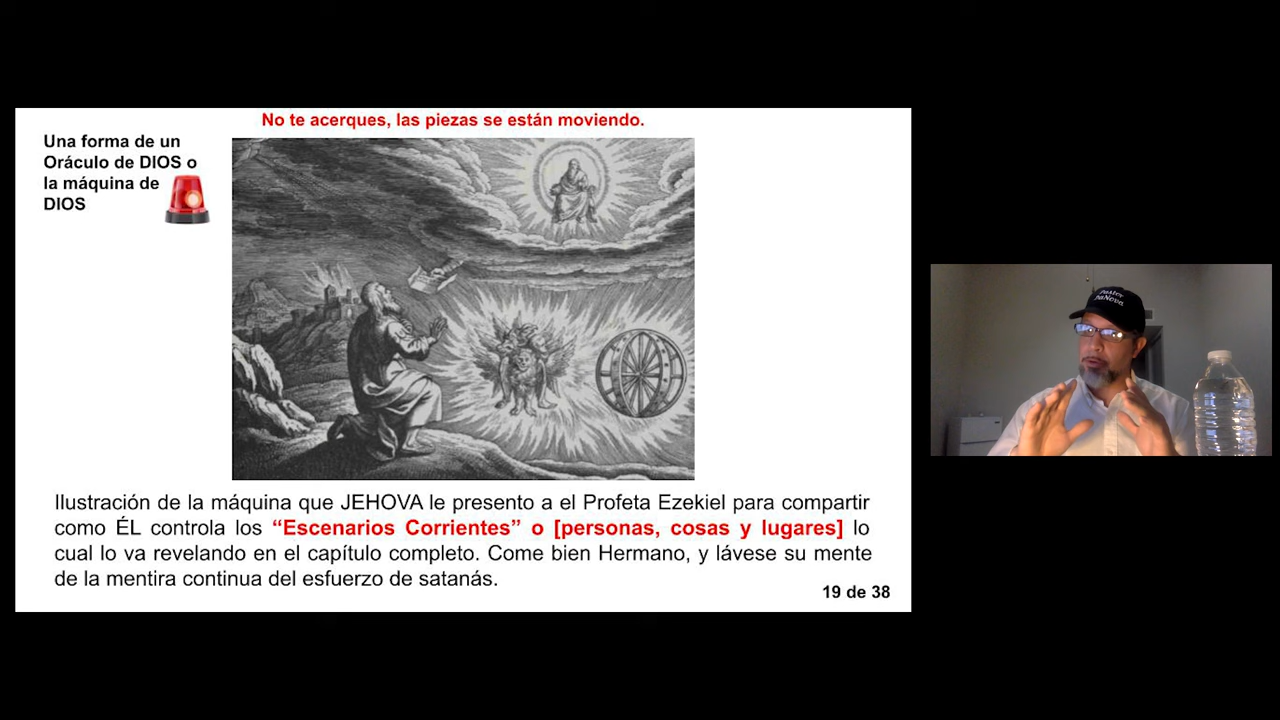 No te acerques, las piezas se están moviendo.
Una forma de un
Oráculo de DIOS o
la máquina de
DIOS
Ilustración de la máquina que JEHOVA le presento a el Profeta Ezekiel para compartir
como ÉL controla los “Escenarios Corrientes” o [personas, cosas y lugares] lo
cual lo va revelando en el capítulo completo. Come bien Hermano, y lávese su mente
de la mentira continua del esfuerzo de satanás.
19 de 38
Pastor